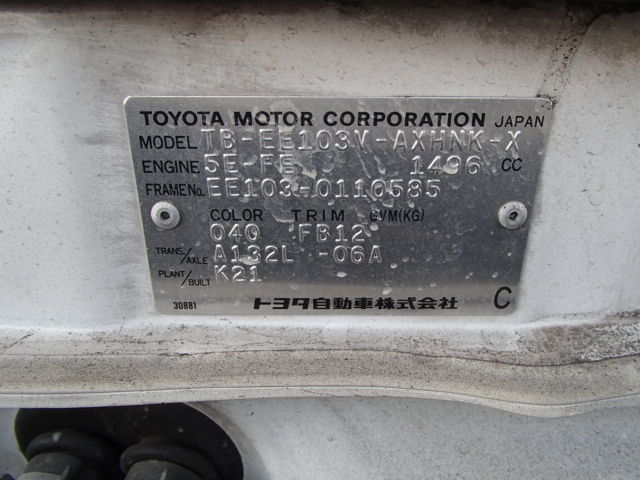 TOYOTA MOTOR CORPORATION JAPAN
MODEL TB-EE103V-AXHNK-X
ENGINE 5E-FE 1496 CC
FRAME No. EE103-0110585
COLOR TRIM GVM(KG)
040 FB12
TRANS./AXLE A132L -06A
PLANT/BUILT K21
30881 トヨタ自動車株式会社 C